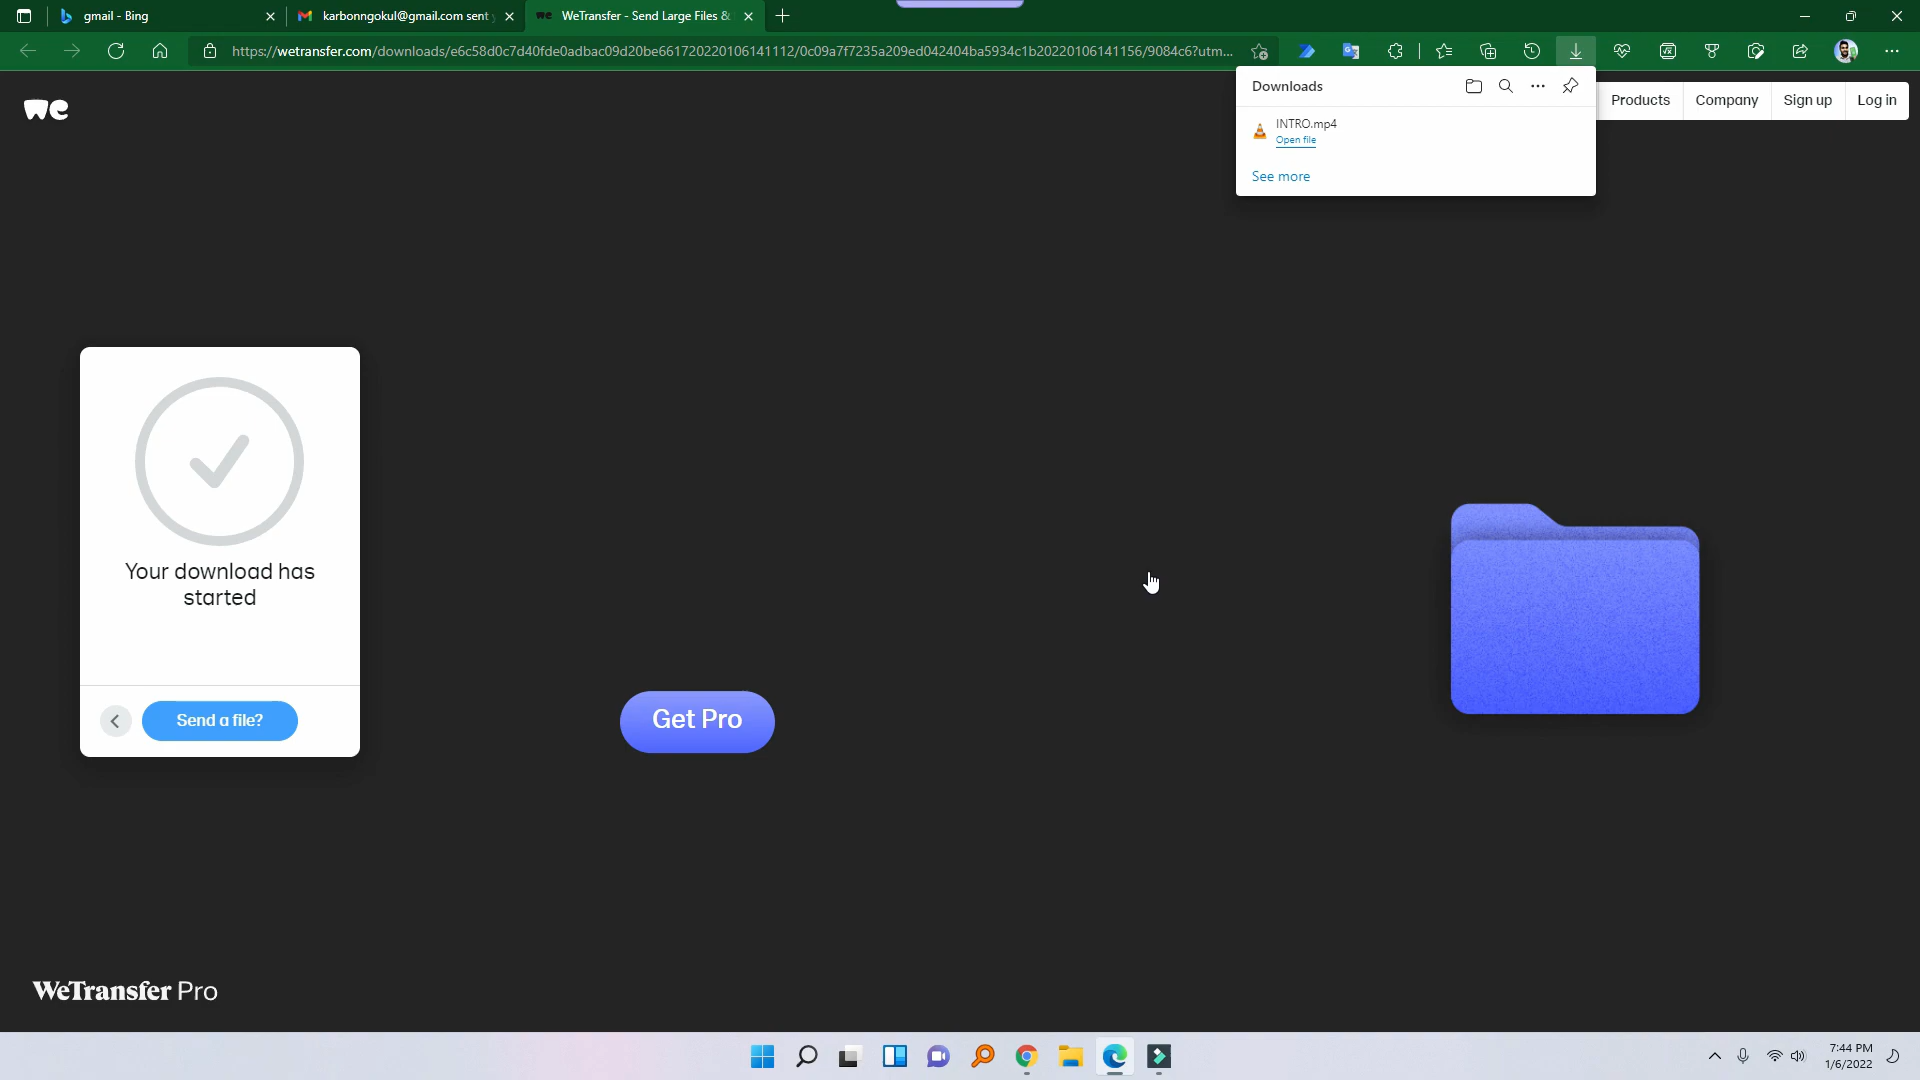 gmail - Bing
karbonngokul@gmail.com sent
WeTransfer - Send Large Files &
https://wetransfer.com/downloads/e6c58d0c7d40fde0adbac09d20be661720220106141112/0c09a7f7235a209ed042404ba5934c1b20220106141156/9084c6?utm...
Downloads
INTRO.mp4
Open file
See more
Products
Company
Sign up
Log in
we
Your download has
started
Send a file?
Get Pro
WeTransfer Pro
7:44 PM
1/6/2022